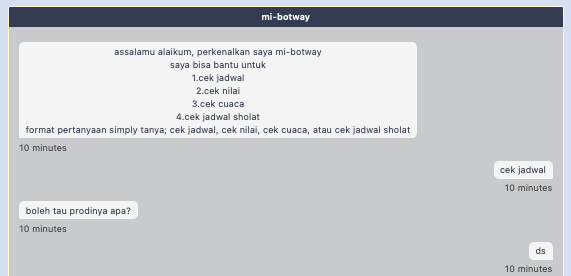 mi-botway
assalamu alaikum, perkenalkan saya mi-botway
saya bisa bantu untuk
1.cek jadwal
2.cek nilai
3.cek cuaca
4.cek jadwal sholat
format pertanyaan simply tanya; cek jadwal, cek nilai, cek cuaca, atau cek jadwal sholat
10 minutes
cek jadwal
10 minutes
boleh tau prodinya apa?
10 minutes
ds
10 minutes